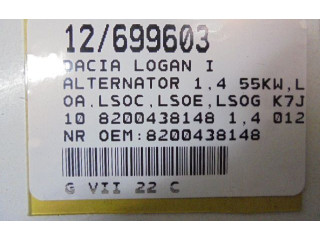 12/699603
DACIA LOGAN I
ALTERNATOR 1,4 55KW,L
OA.LSOC,LSOE,LSOG K7J
10 8200438148 1,4 012
NR OEM:8200438148
G VII 22 C